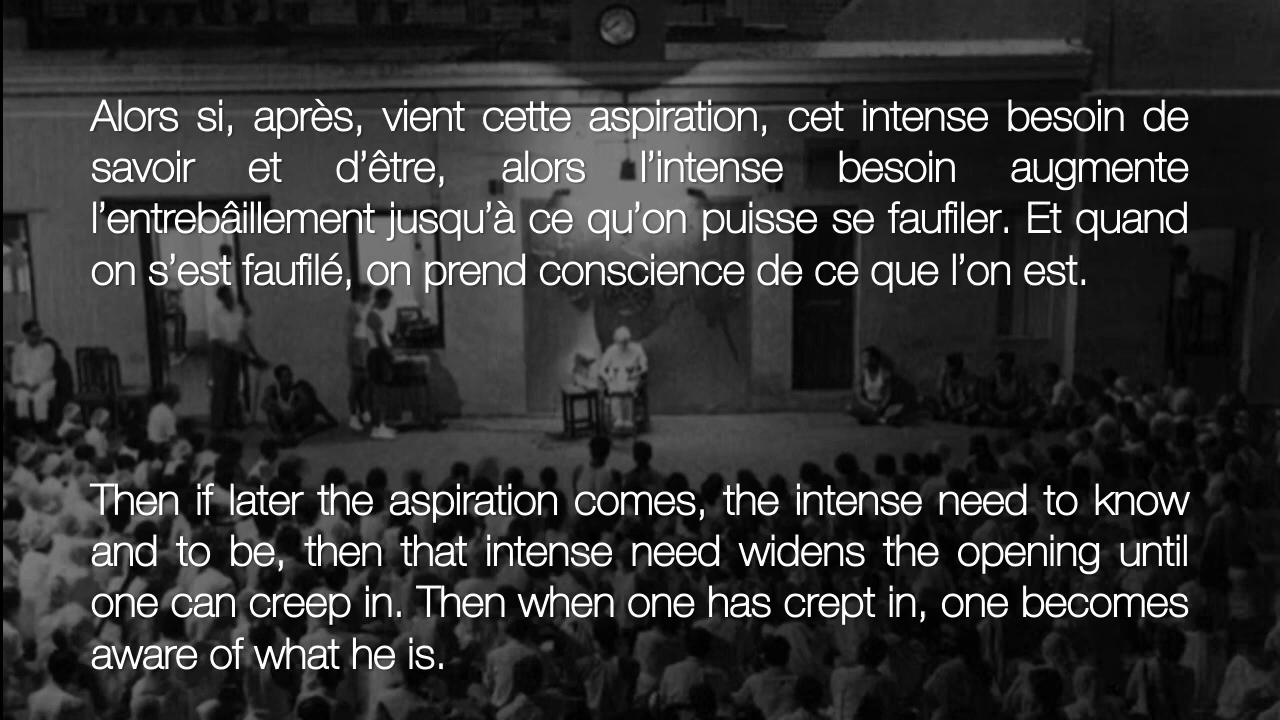 Alors si, après, vient cette aspiration, cet intense besoin de
savoir et d’être, alors l’intense besoin augmente
l’entrebâillement jusqu’à ce qu’on puisse se faufiler. Et quand
on s’est faufilé, on prend conscience de ce que l’on est.
Then if later the aspiration comes, the intense need to know
and to be, then that intense need widens the opening until
one can creep in. Then when one has crept in, one becomes
aware of what he is.